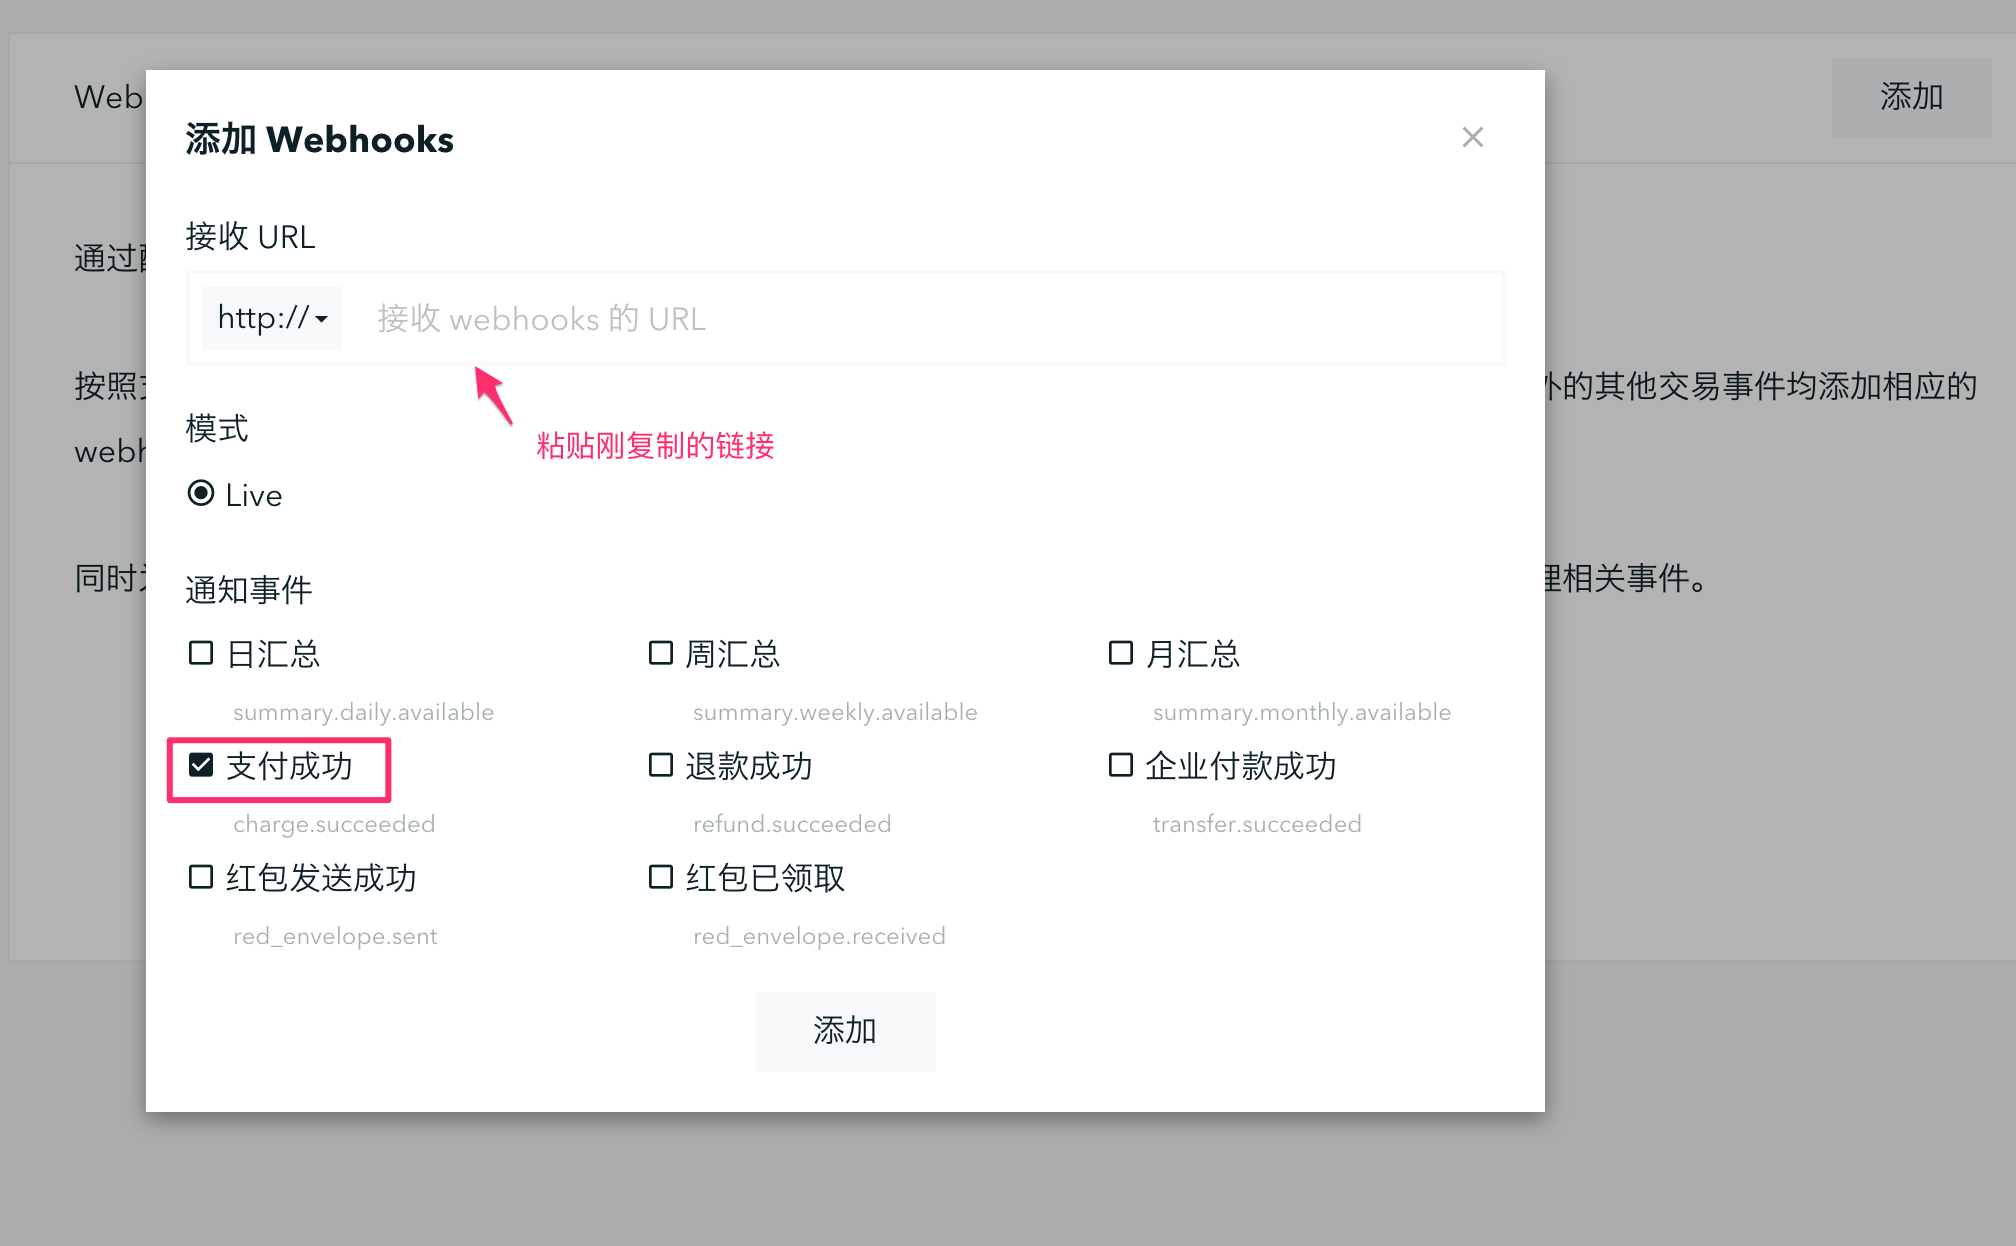 Web
添加
添加 Webhooks
接收 URL
通过
http://
接收 webhooks 的 URL
按照
外的其他交易事件均添加相应的
模式
粘贴刚复制的链接
webh
Live
同时
理相关事件。
通知事件
日汇总
周汇总
月汇总
summary.daily.available
summary.weekly.available
summary.monthly.available
支付成功
退款成功
企业付款成功
charge.succeeded
refund.succeeded
transfer.succeeded
红包发送成功
红包已领取
red_envelope.sent
red_envelope.received
添加